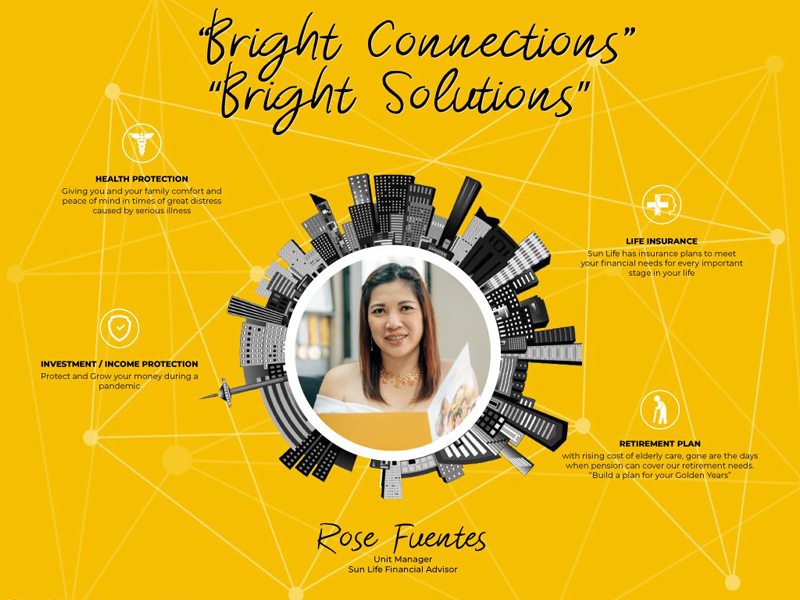 “Bright Connections”
“Bright Solutions”
HEALTH PROTECTION
Giving you and your family comfort and
peace of mind in times of great distress
caused by serious illness
LIFE INSURANCE
Sun Life has insurance plans to meet
your financial needs for every important
stage in your life
INVESTMENT / INCOME PROTECTION
Protect and Grow your money during a
pandemic
RETIREMENT PLAN
with rising cost of elderly care, gone are the days
when pension can cover our retirement needs.
“Build a plan for your Golden Years”
Rose Fuentes
Unit Manager
Sun Life Financial Advisor